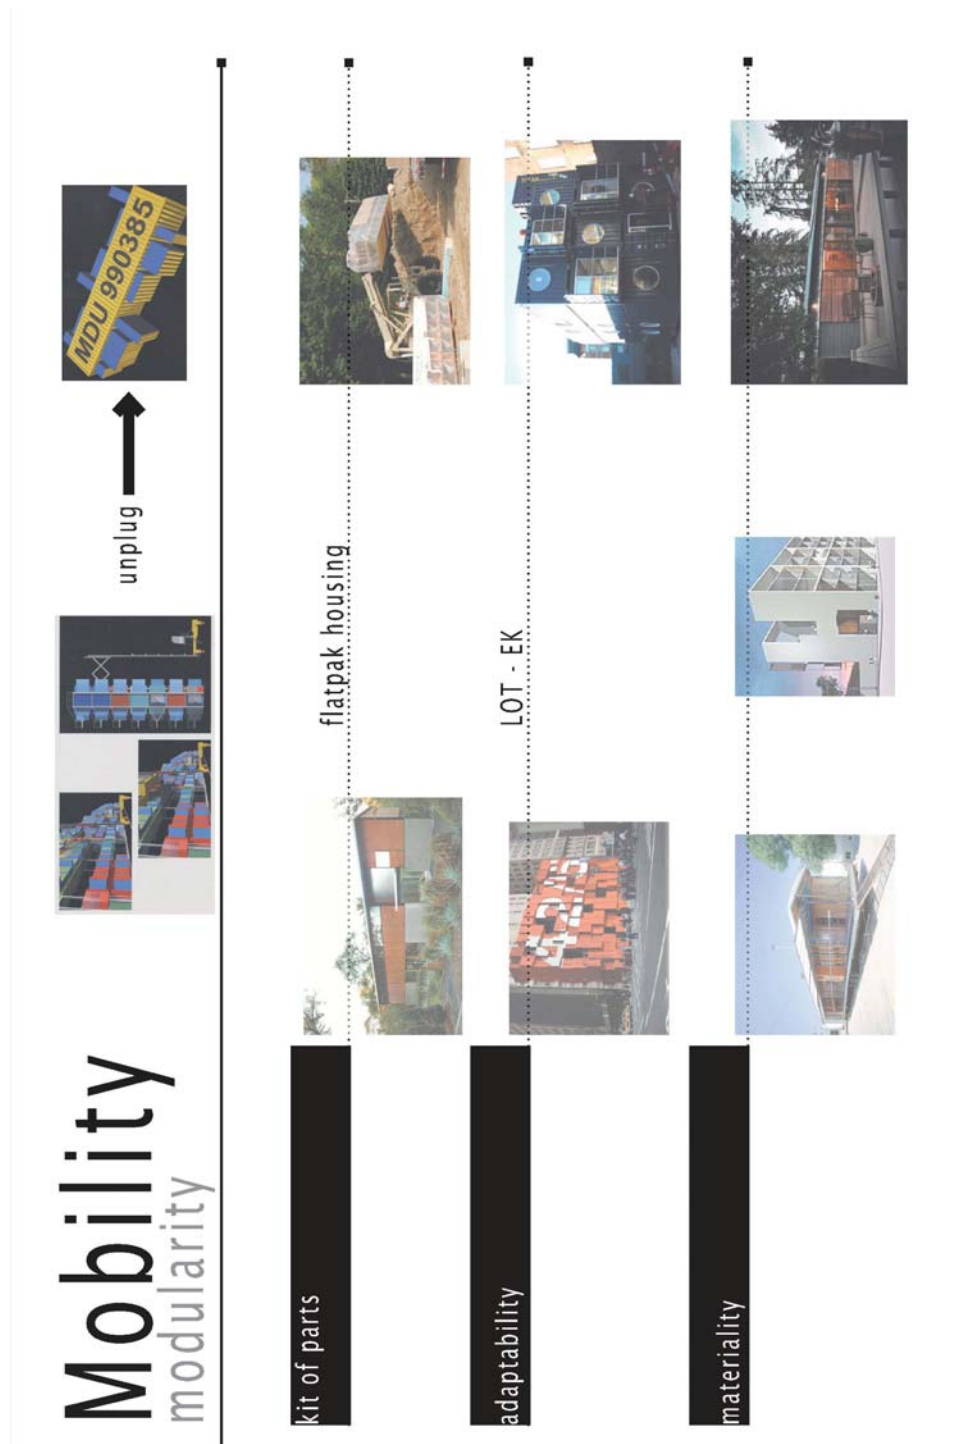 Mobility
modularity
unplug
MDU 990385
kit of parts
flatpak housing
adaptability
LOT - EK
materiality